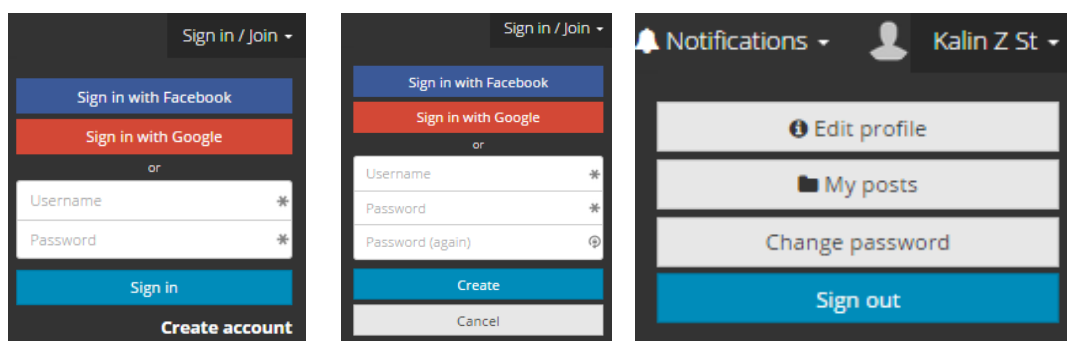 Sign in / Join
Sign in with Facebook
Sign in with Google
or
Username
Password
Sign in
Create account
Sign in / Join
Sign in with Facebook
Sign in with Google
or
Username
Password
Password (again)
Create
Cancel
Notifications
Kalin Z St
Edit profile
My posts
Change password
Sign out